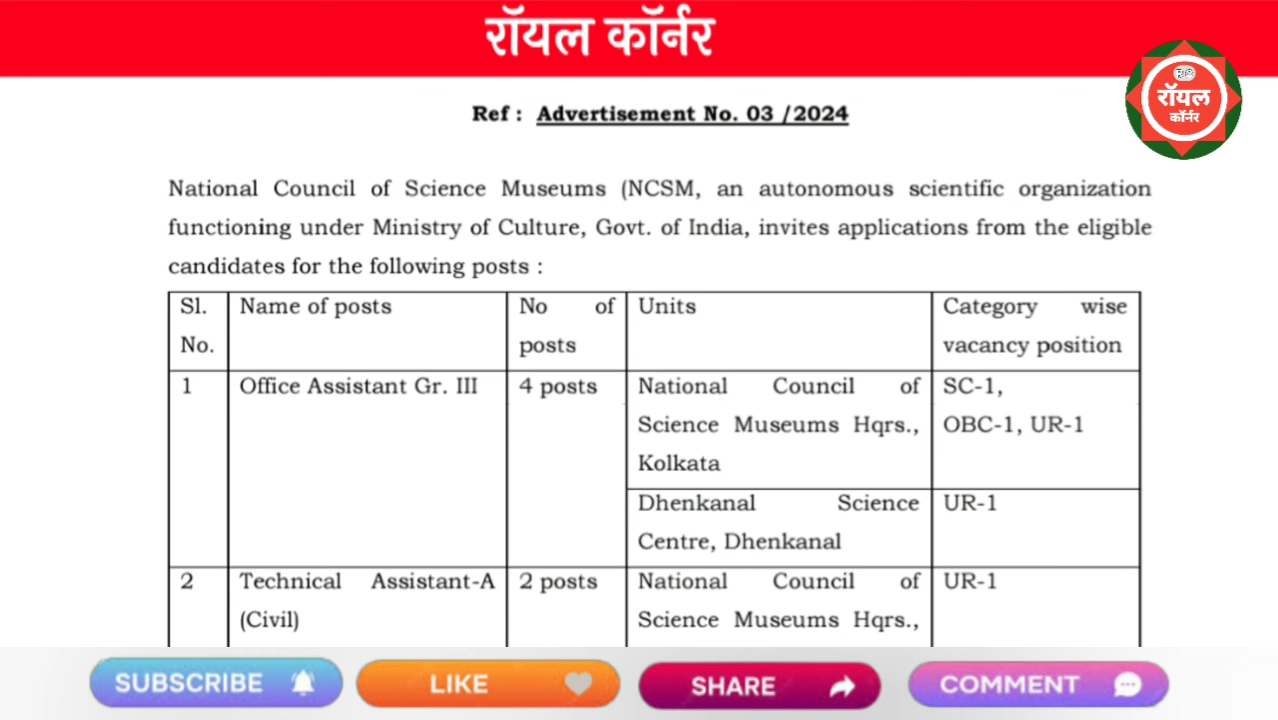 रॉयल कॉर्नर
रॉयल
कॉर्नर
Ref : Advertisement No. 03 /2024
National Council of Science Museums (NCSM, an autonomous scientific organization
functioning under Ministry of Culture, Govt. of India, invites applications from the eligible
candidates for the following posts :
Sl. No. Name of posts No of posts Units Category wise vacancy position
1 Office Assistant Gr. III 4 posts National Council of SC-1,
Science Museums Hqrs., OBC-1, UR-1
Kolkata
Dhenkanal Science UR-1
Centre, Dhenkanal
2 Technical Assistant-A 2 posts National Council of UR-1
(Civil) Science Museums Hqrs.,
SUBSCRIBE LIKE SHARE COMMENT